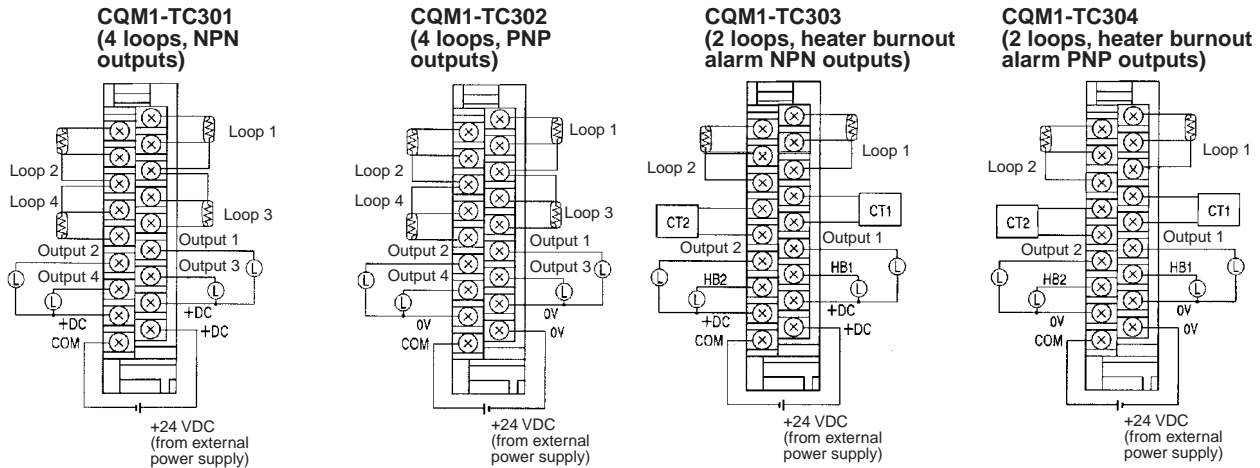 CQM1-TC301
(4 loops, NPN
outputs)
Loop 1
Loop 2
Loop 4
Loop 3
Output 2
Output 1
Output 4
Output 3
L
L
L
L
+DC
+DC
COM
+DC
+24 VDC
(from external
power supply)
CQM1-TC302
(4 loops, PNP
outputs)
Loop 1
Loop 2
Loop 4
Loop 3
Output 2
Output 1
Output 4
Output 3
L
L
L
L
0V
0V
COM
0V
+24 VDC
(from external
power supply)
CQM1-TC303
(2 loops, heater burnout
alarm NPN outputs)
Loop 1
Loop 2
CT1
CT2
Output 2
Output 1
HB2
HB1
L
L
L
L
+DC
+DC
COM
+DC
+24 VDC
(from external
power supply)
CQM1-TC304
(2 loops, heater burnout
alarm PNP outputs)
Loop 1
Loop 2
CT1
CT2
Output 2
Output 1
HB2
HB1
L
L
L
L
0V
0V
COM
0V
+24 VDC
(from external
power supply)